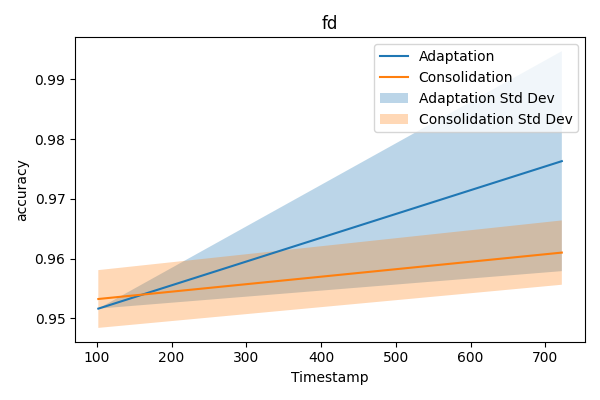 fd
Adaptation
Consolidation
Adaptation Std Dev
Consolidation Std Dev
accuracy
0.99
0.98
0.97
0.96
0.95
100 200 300 400 500 600 700
Timestamp